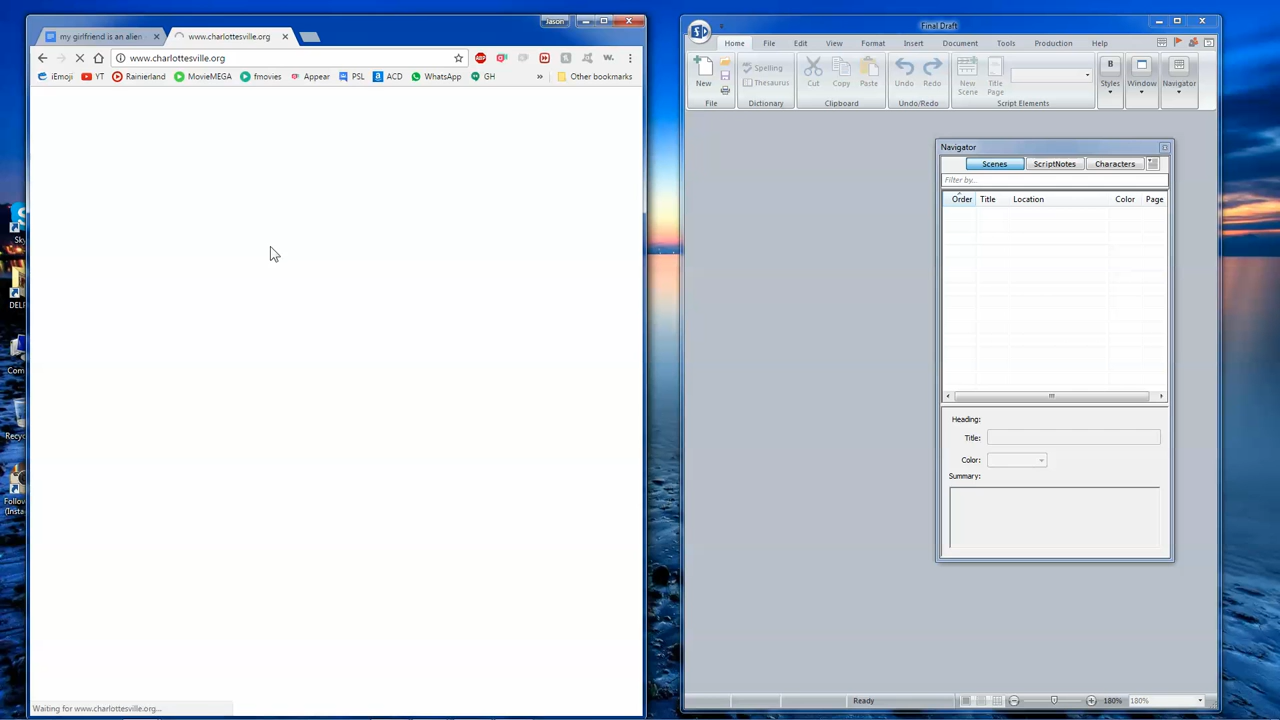 Jason
my girlfriend is an alien
www.charlottesville.org
www.charlottesville.org
iEmoji YT Rainierland MovieMEGA fmovies Appear PSL ACD WhatsApp GH » Other bookmarks
ABP
w.
Waiting for www.charlottesville.org...
Final Draft
Home File Edit View Format Insert Document Tools Production Help
New
File
Spelling
Thesaurus
Dictionary
Cut Copy Paste
Clipboard
Undo Redo
Undo/Redo
New Scene
Title Page
Script Elements
Styles
Window
Navigator
Navigator
Scenes ScriptNotes Characters
Filter by...
Order Title Location Color Page
Heading:
Title:
Color:
Summary:
Ready
180% 180%